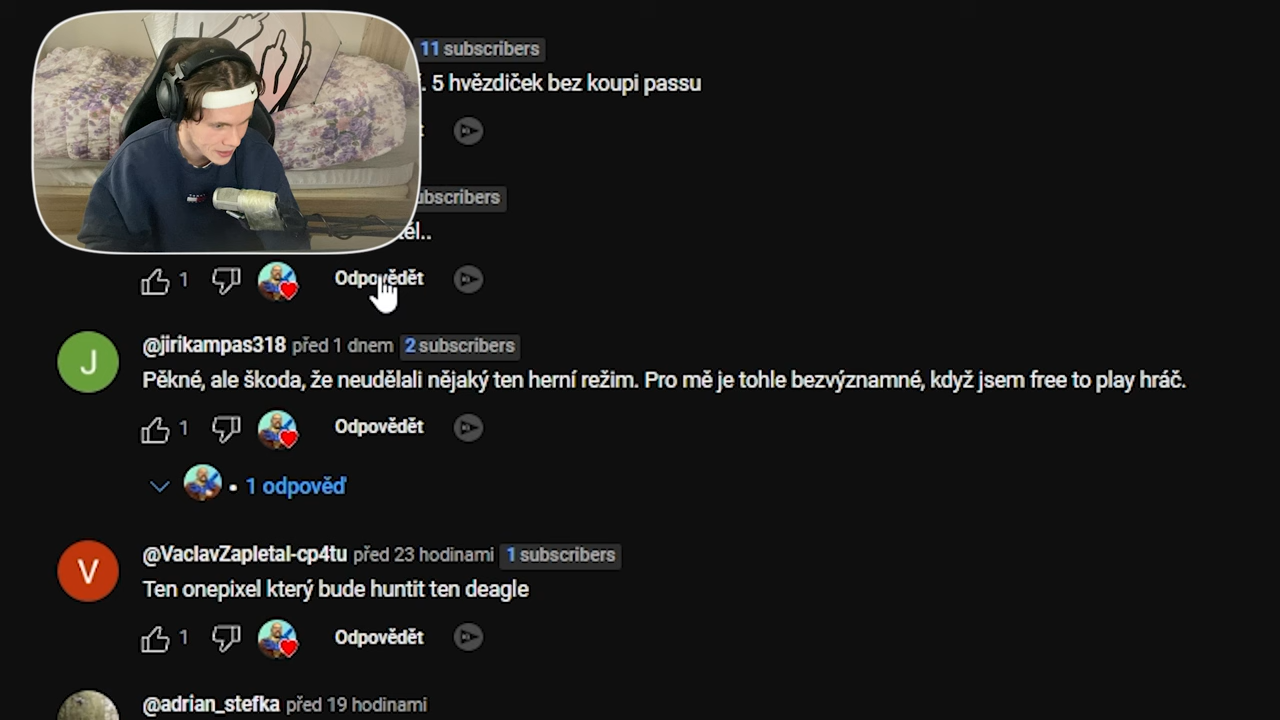 11 subscribers
5 hvězdiček bez koupi passu
subscribers
1 Odpovědět
@jirikampas318 před 1 dnem 2 subscribers
Pěkné, ale škoda, že neudělali nějaký ten herní režim. Pro mě je tohle bezvýznamné, když jsem free to play hráč.
1 Odpovědět
• 1 odpověď
@VaclavZapletal-cp4tu před 23 hodinami 1 subscribers
Ten onepixel který bude huntit ten deagle
1 Odpovědět
@adrian_stefka před 19 hodinami
J
V